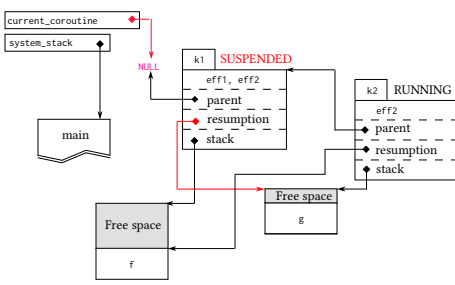 current_coroutine
system_stack
NULL
main
k1 SUSPENDED
eff1, eff2
parent
resumption
stack
k2 RUNNING
eff2
parent
resumption
stack
Free space
g
Free space
f